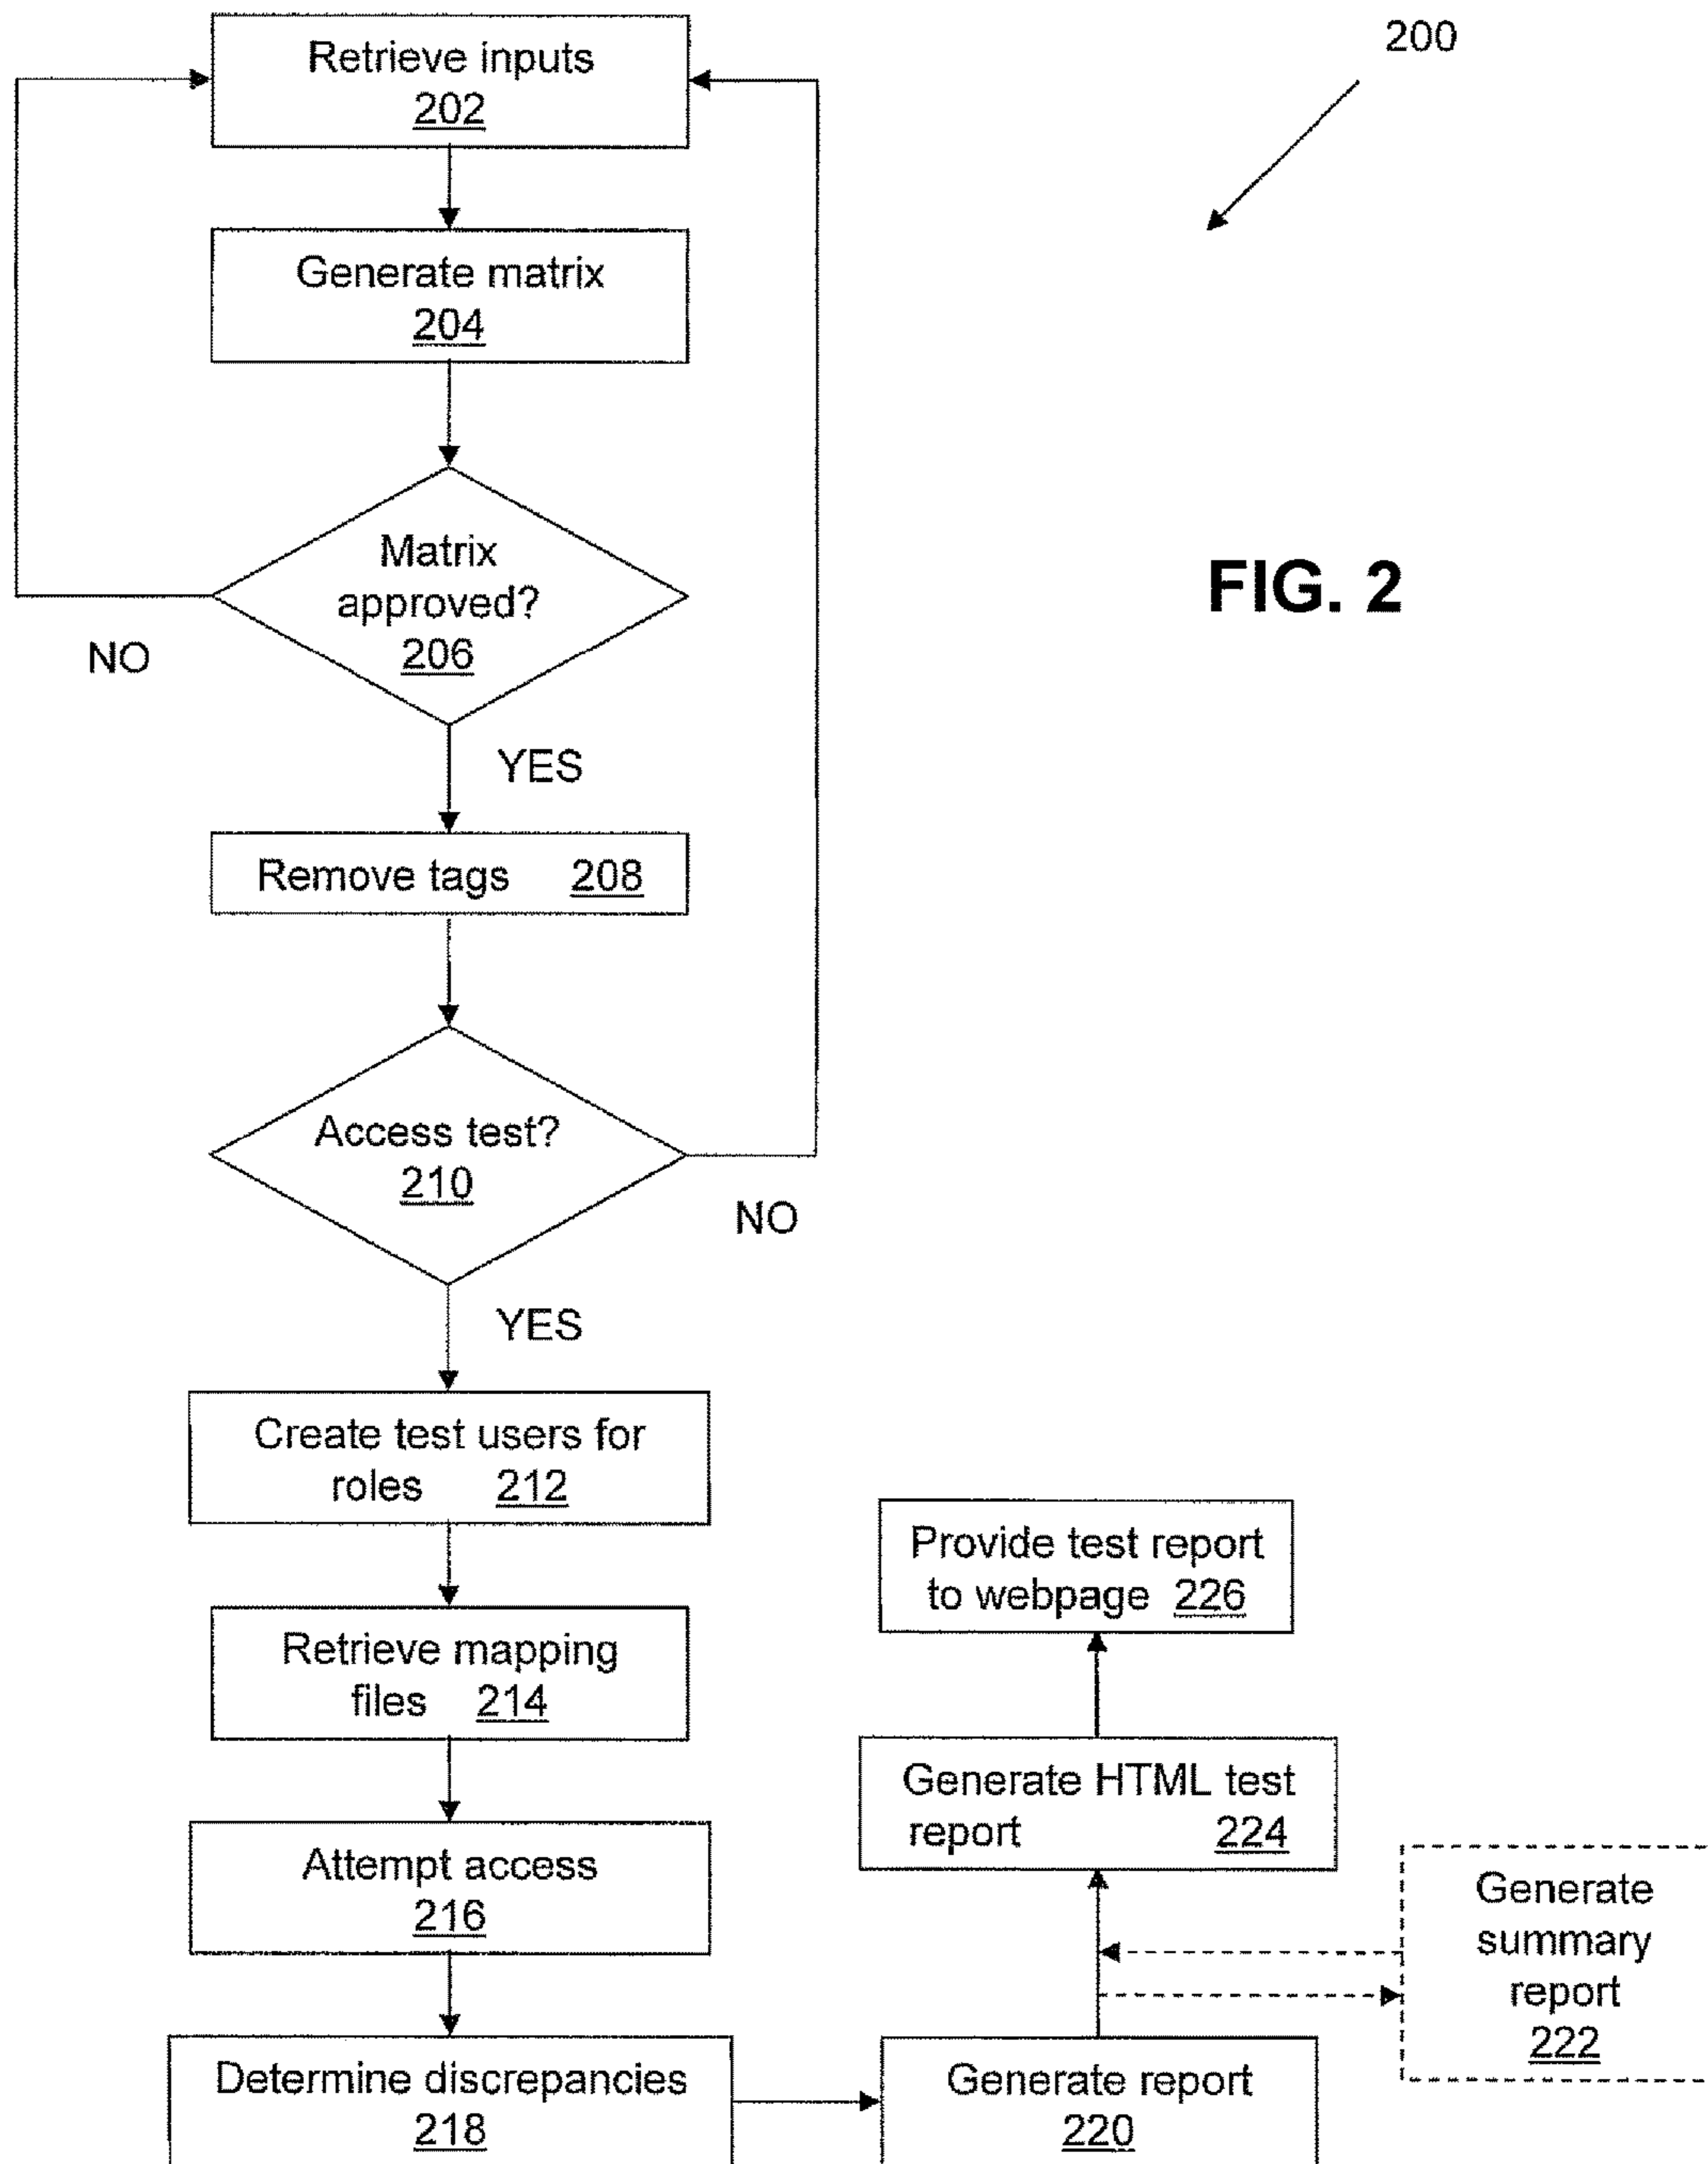 200
Retrieve inputs
202
Generate matrix
204
Matrix
approved?
206
NO
YES
FIG. 2
Remove tags 208
Access test?
210
NO
YES
Create test users for
roles 212
Retrieve mapping
files 214
Attempt access
216
Determine discrepancies
218
Generate report
220
Generate
summary
report
222
Generate HTML test
report 224
Provide test report
to webpage 226